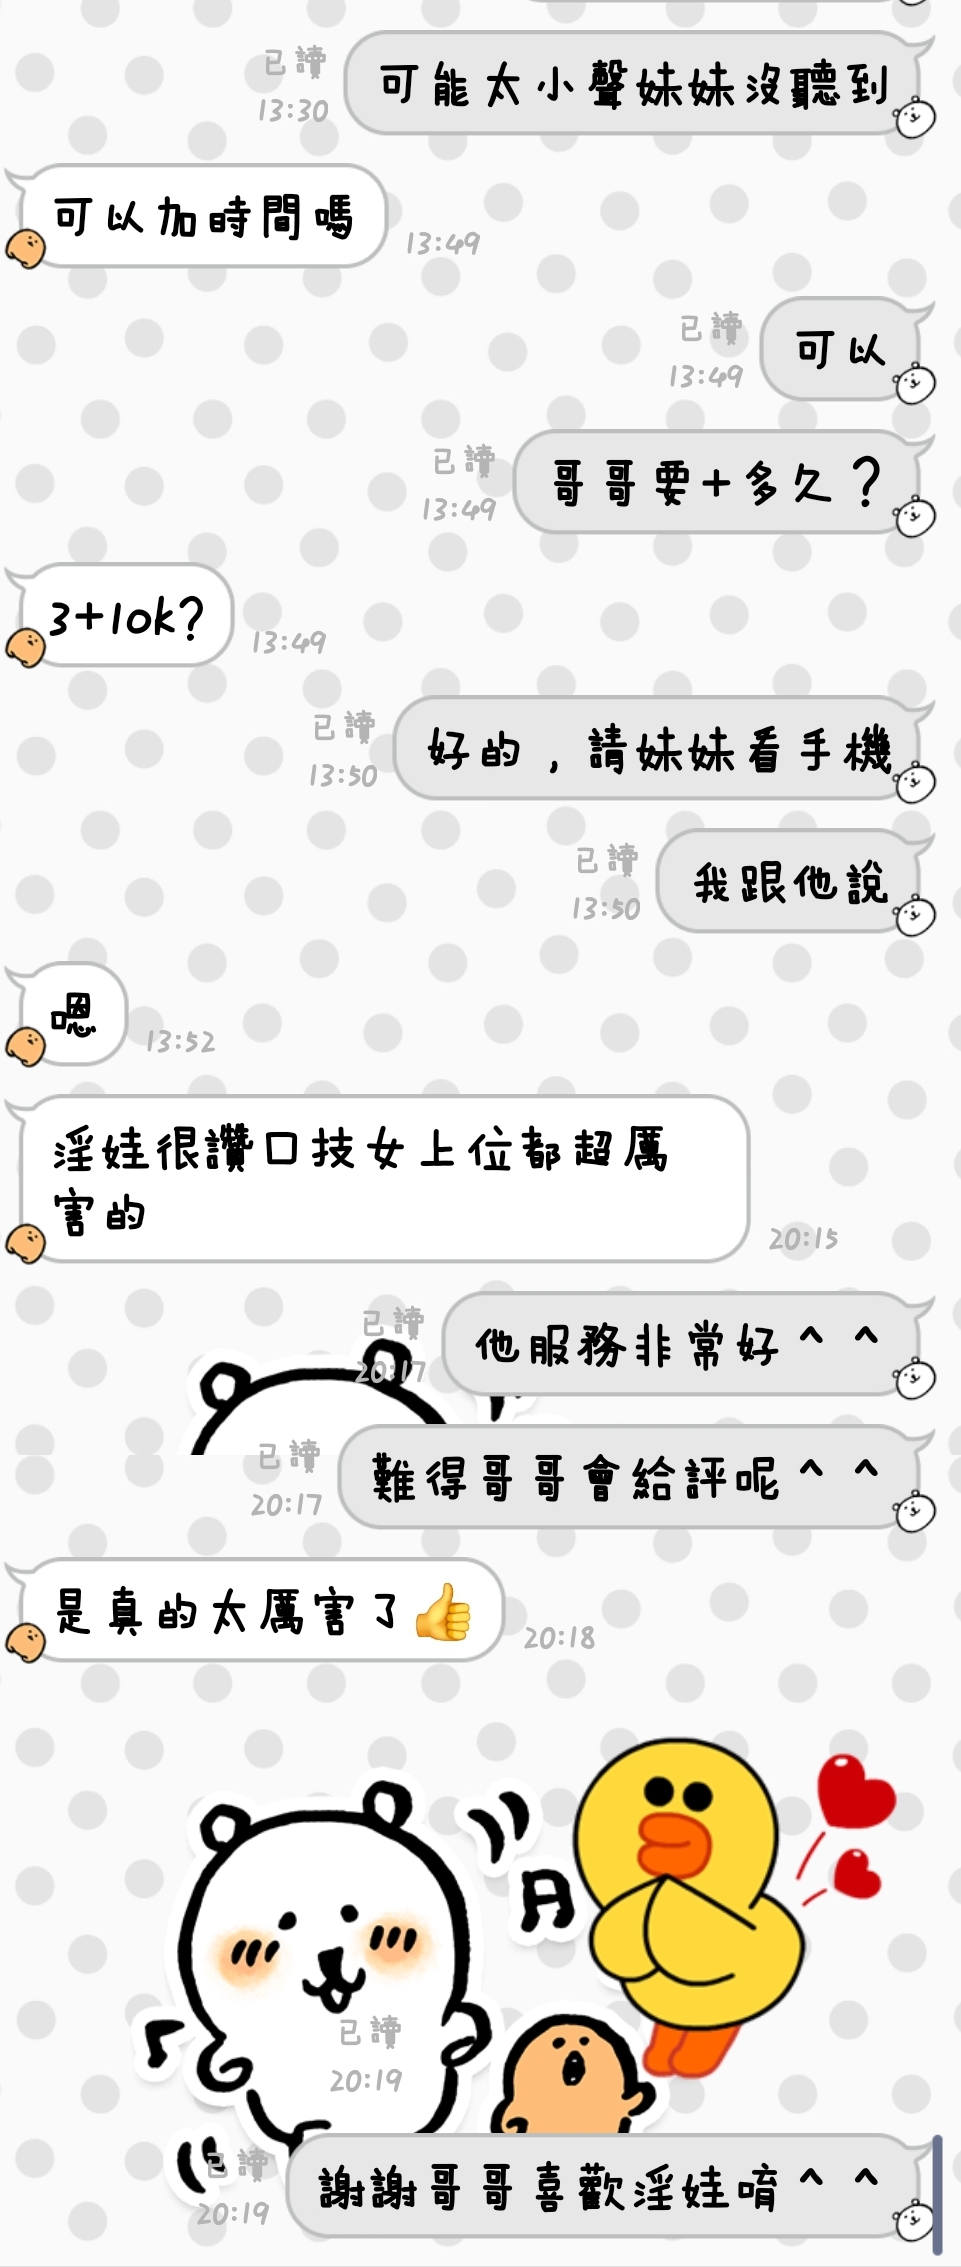 可能太小聲妹妹沒聽到
已讀
13:30
可以加時間嗎
13:49
可以
已讀
13:49
哥哥要+多久？
已讀
13:49
3+10k?
13:49
好的，請妹妹看手機
已讀
13:50
我跟他說
已讀
13:50
嗯
13:52
淫娃很讚口技女上位都超厲
害的
20:15
他服務非常好^ ^
已讀
20:17
難得哥哥會給評呢^ ^
已讀
20:17
是真的太厲害了👍
20:18
已讀
20:19
謝謝哥哥喜歡淫娃唷^ ^
已讀
20:19